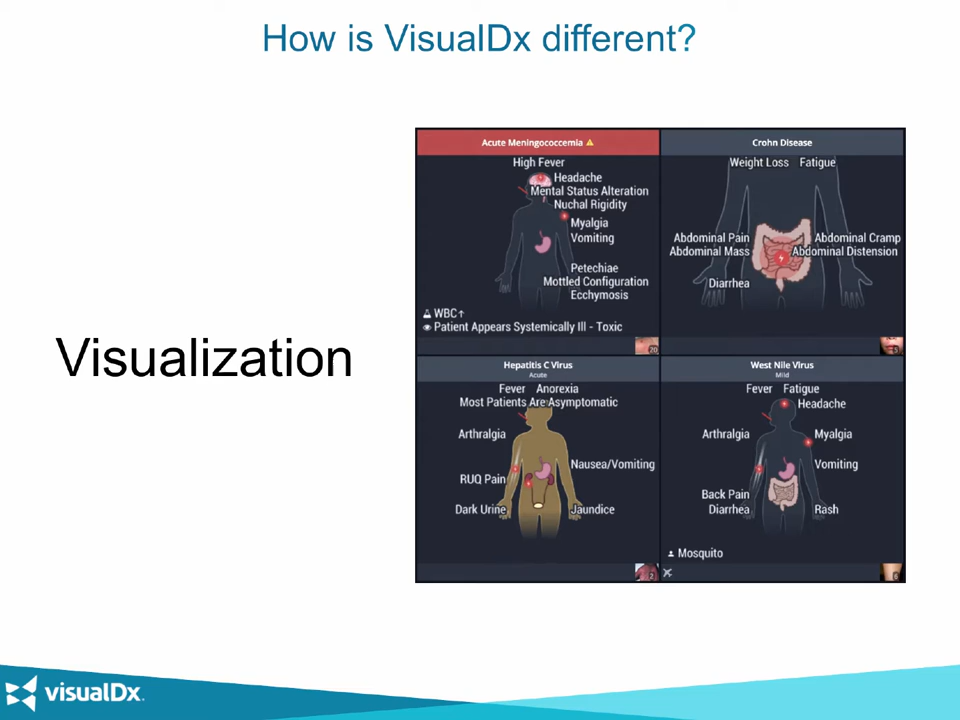 How is VisualDx different?
Visualization
Acute Meningococcemia
High Fever
Headache
Mental Status Alteration
Nuchal Rigidity
Myalgia
Vomiting
Petechiae
Mottled Configuration
Ecchymosis
WBC↑
Patient Appears Systemically Ill - Toxic
20
Crohn Disease
Weight Loss Fatigue
Abdominal Pain Abdominal Cramp
Abdominal Mass Abdominal Distension
Diarrhea
Hepatitis C Virus
Acute
Fever Anorexia
Most Patients Are Asymptomatic
Arthralgia
Nausea/Vomiting
RUQ Pain
Dark Urine Jaundice
2
West Nile Virus
Mild
Fever Fatigue
Headache
Arthralgia Myalgia
Vomiting
Back Pain
Diarrhea Rash
Mosquito
visualDx